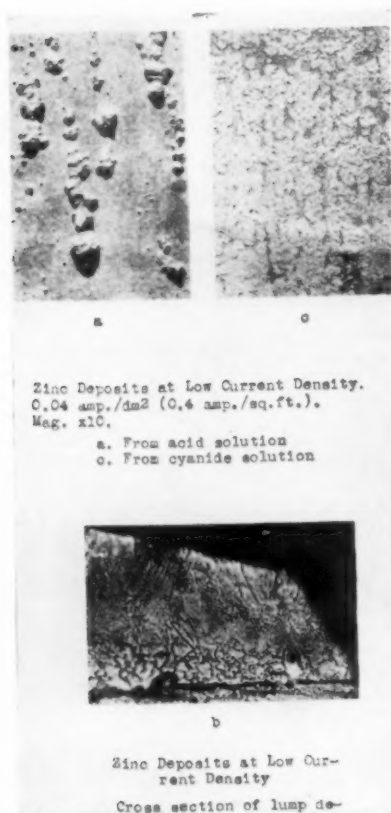 a
c
Zinc Deposits at Low Current Density.
0.04 amp./dm2 (0.4 amp./sq.ft.).
Mag. x10.
a. From acid solution
c. From cyanide solution
b
Zinc Deposits at Low Cur-
rent Density
Cross section of lump de-